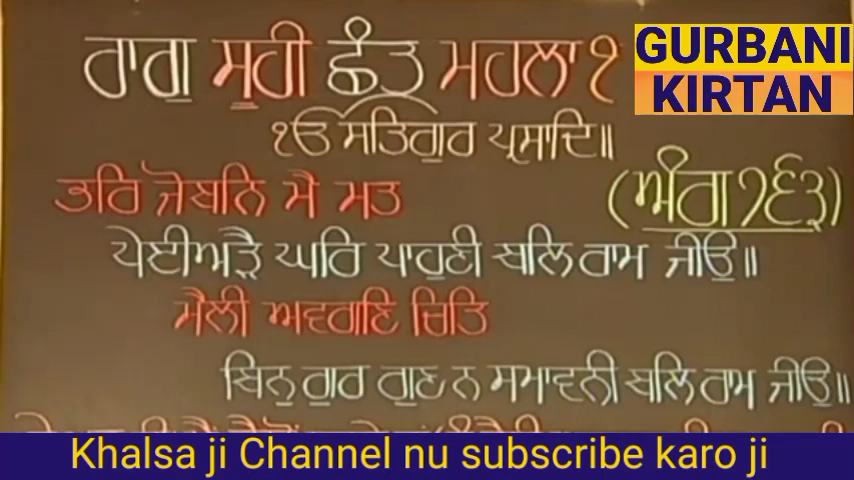 ਰਾਗੁ ਸੂਹੀ ਛੰਤ ਮਹਲਾ ੧
GURBANI
KIRTAN
ੴ ਸਤਿਗੁਰ ਪ੍ਰਸਾਦਿ॥
ਭਰਿ ਜੋਬਨਿ ਮੈ ਮਤ
(ਅੰਗ ੭੬੩)
ਪੇਈਅੜੈ ਘਰਿ ਪਾਹੁਣੀ ਬਲਿ ਰਾਮ ਜੀਉ॥
ਮੈਲੀ ਅਵਗਣਿ ਚਿਤਿ
ਬਿਨੁ ਗੁਰ ਗੁਣ ਨ ਸਮਾਵਨੀ ਬਲਿ ਰਾਮ ਜੀਉ॥
Khalsa ji Channel nu subscribe karo ji